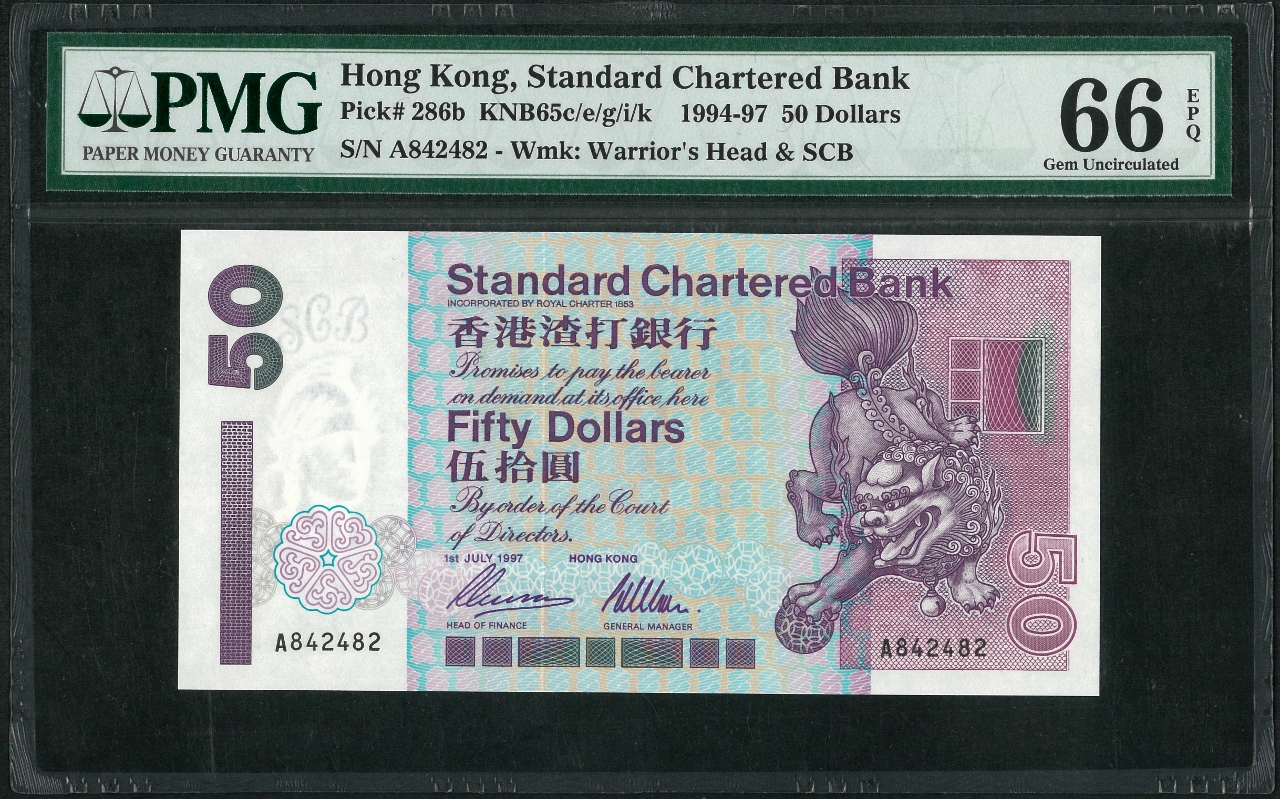 PMG
PAPER MONEY GUARANTY
Hong Kong, Standard Chartered Bank
Pick# 286b KNB65c/e/g/i/k 1994-97 50 Dollars
S/N A842482 - Wmk: Warrior's Head & SCB
66
EPQ
Gem Uncirculated
50
SCB
Standard Chartered Bank
INCORPORATED BY ROYAL CHARTER 1853
香港渣打銀行
Promises to pay the bearer
on demand at its office here
Fifty Dollars
伍拾圓
By order of the Court
of Directors.
1st JULY 1997 HONG KONG
HEAD OF FINANCE GENERAL MANAGER
A842482
A842482
50